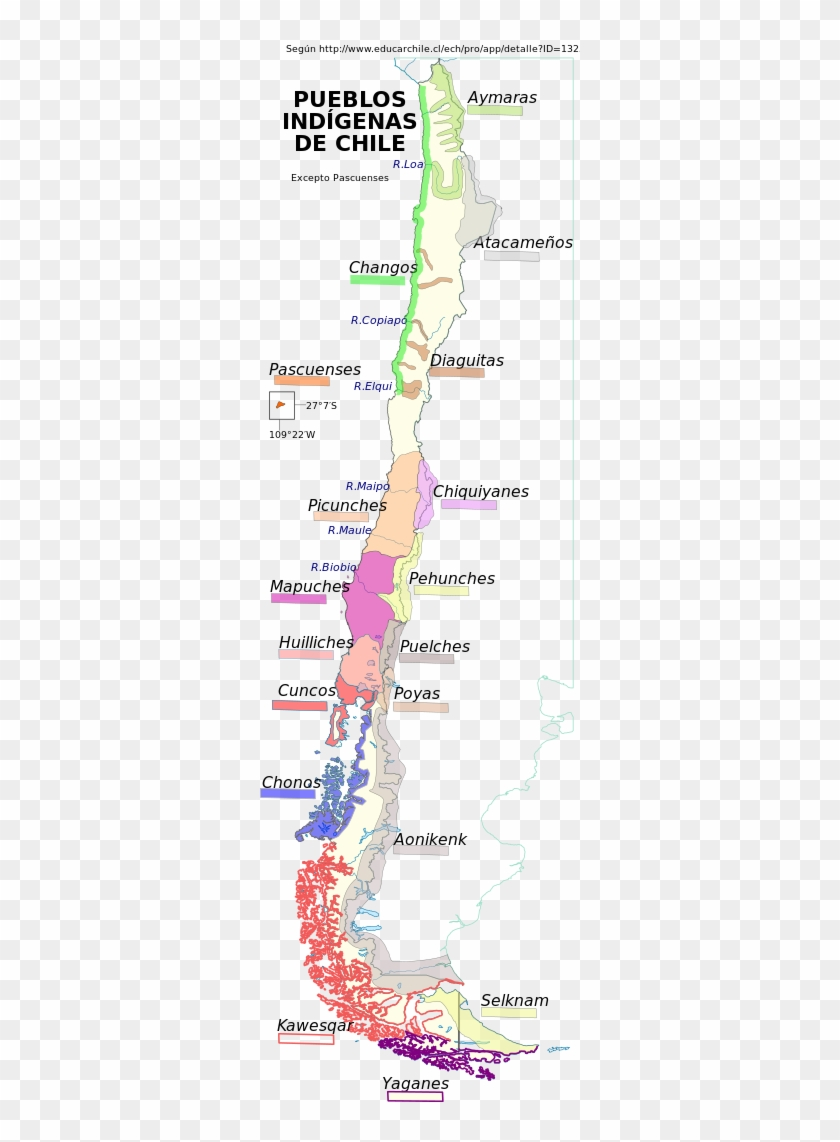 Según http://www.educarchile.cl/ech/pro/app/detalle?ID=132
PUEBLOS
INDÍGENAS
DE CHILE
Aymaras
R.Loa
Excepto Pascuenses
Atacameños
Changos
R.Copiapó
Diaguitas
Pascuenses
R.Elqui
27°7'S
109°22'W
R.Maipo
Chiquiyanes
Picunches
R.Maule
R.Biobio
Pehunches
Mapuches
Huilliches
Puelches
Cuncos
Poyas
Chonos
Aonikenk
Selknam
Kawesqar
Yaganes